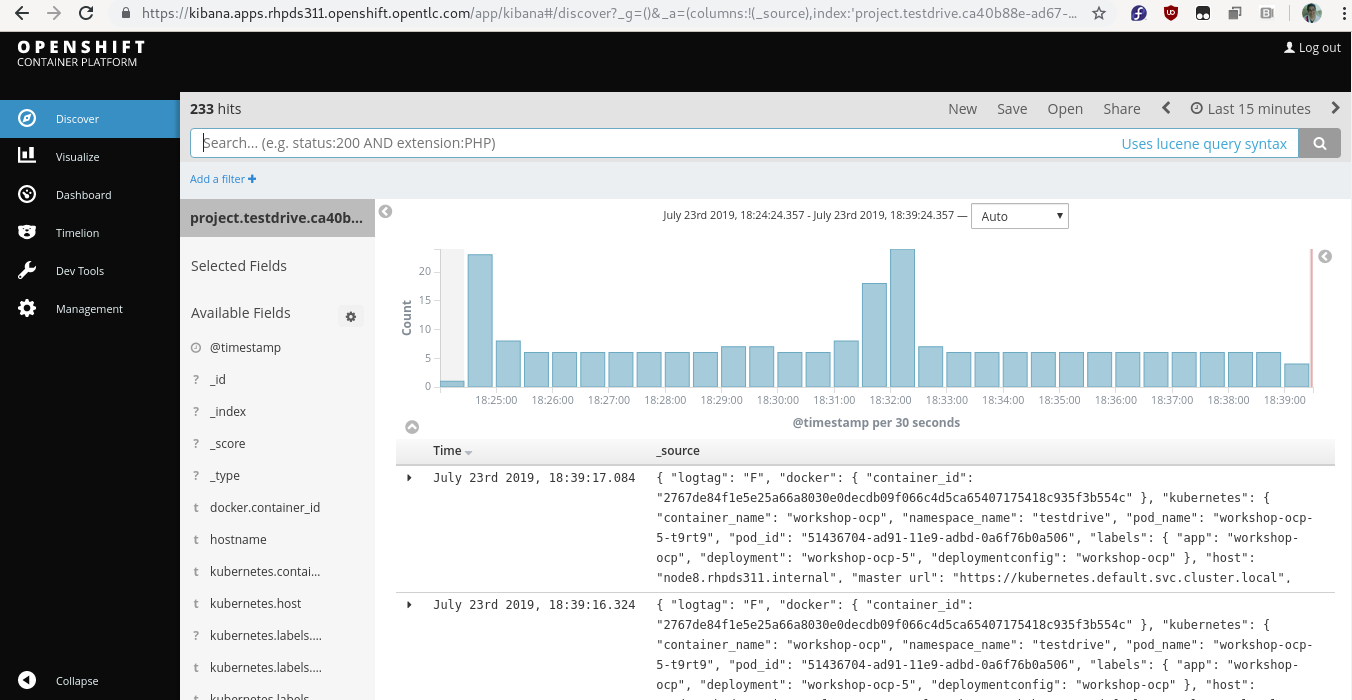 https://kibana.apps.rhpds311.openshift.opentlc.com/app/kibana#/discover?_g=()&_a=(columns:!(_source),index:'project.testdrive.ca40b88e-ad67-...
OPENSHIFT
CONTAINER PLATFORM
Log out
Discover
Visualize
Dashboard
Timelion
Dev Tools
Management
Collapse
233 hits
New Save Open Share Last 15 minutes
Search... (e.g. status:200 AND extension:PHP) Uses lucene query syntax
Add a filter +
project.testdrive.ca40b...
Selected Fields
Available Fields
@timestamp
? _id
? _index
? _score
? _type
t docker.container_id
t hostname
t kubernetes.contai...
t kubernetes.host
? kubernetes.labels....
t kubernetes.labels....
kubernetes.labels
July 23rd 2019, 18:24:24.357 - July 23rd 2019, 18:39:24.357 — Auto
Count
20
15
10
5
0
18:25:00 18:26:00 18:27:00 18:28:00 18:29:00 18:30:00 18:31:00 18:32:00 18:33:00 18:34:00 18:35:00 18:36:00 18:37:00 18:38:00 18:39:00
@timestamp per 30 seconds
Time _source
July 23rd 2019, 18:39:17.084 { "logtag": "F", "docker": { "container_id":
"2767de84f1e5e25a66a8030e0decdb09f066c4d5ca65407175418c935f3b554c" }, "kubernetes": {
"container_name": "workshop-ocp", "namespace_name": "testdrive", "pod_name": "workshop-ocp-
5-t9rt9", "pod_id": "51436704-ad91-11e9-adbd-0a6f76b0a506", "labels": { "app": "workshop-
ocp", "deployment": "workshop-ocp-5", "deploymentconfig": "workshop-ocp" }, "host":
"node8.rhpds311.internal", "master_url": "https://kubernetes.default.svc.cluster.local",
July 23rd 2019, 18:39:16.324 { "logtag": "F", "docker": { "container_id":
"2767de84f1e5e25a66a8030e0decdb09f066c4d5ca65407175418c935f3b554c" }, "kubernetes": {
"container_name": "workshop-ocp", "namespace_name": "testdrive", "pod_name": "workshop-ocp-
5-t9rt9", "pod_id": "51436704-ad91-11e9-adbd-0a6f76b0a506", "labels": { "app": "workshop-
ocp", "deployment": "workshop-ocp-5", "deploymentconfig": "workshop-ocp" }, "host":